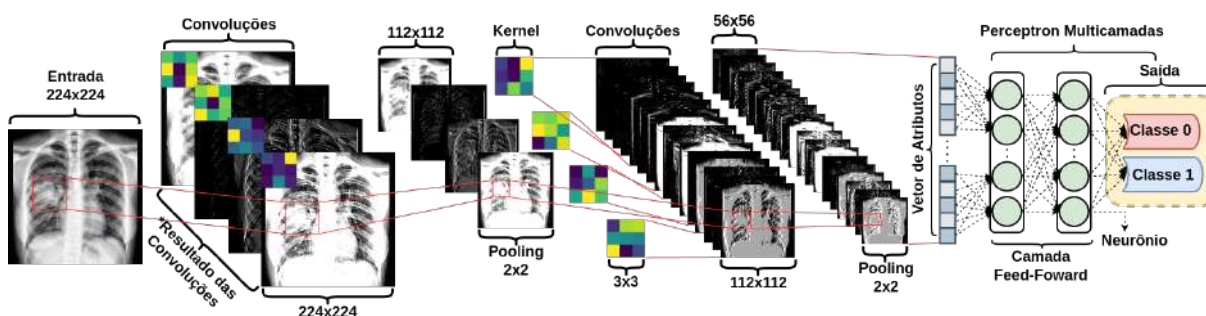 Entrada
224x224
Convoluções
*Resultado das
Convoluções
224x224
112x112
Pooling
2x2
Kernel
3x3
Convoluções
112x112
56x56
Pooling
2x2
Vetor de Atributos
Perceptron Multicamadas
Camada
Feed-Foward
Neurônio
Saída
Classe 0
Classe 1